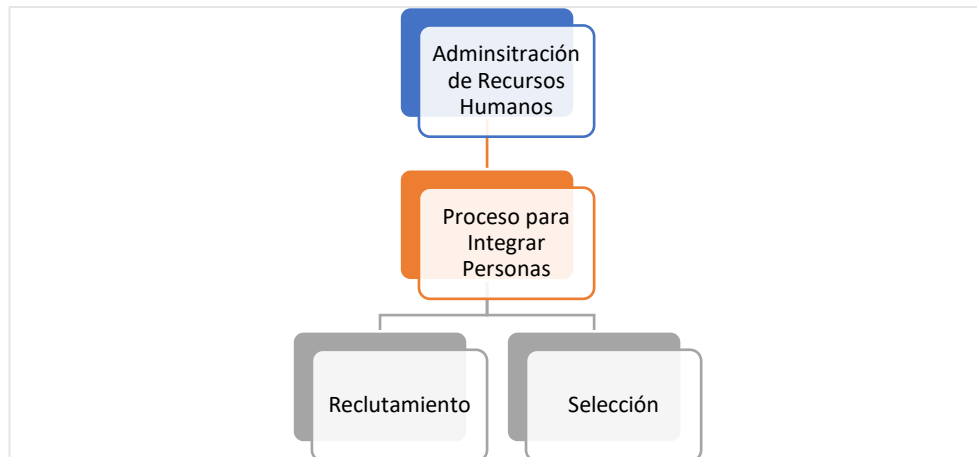 Adminsitración
de Recursos
Humanos
Proceso para
Integrar
Personas
Reclutamiento
Selección